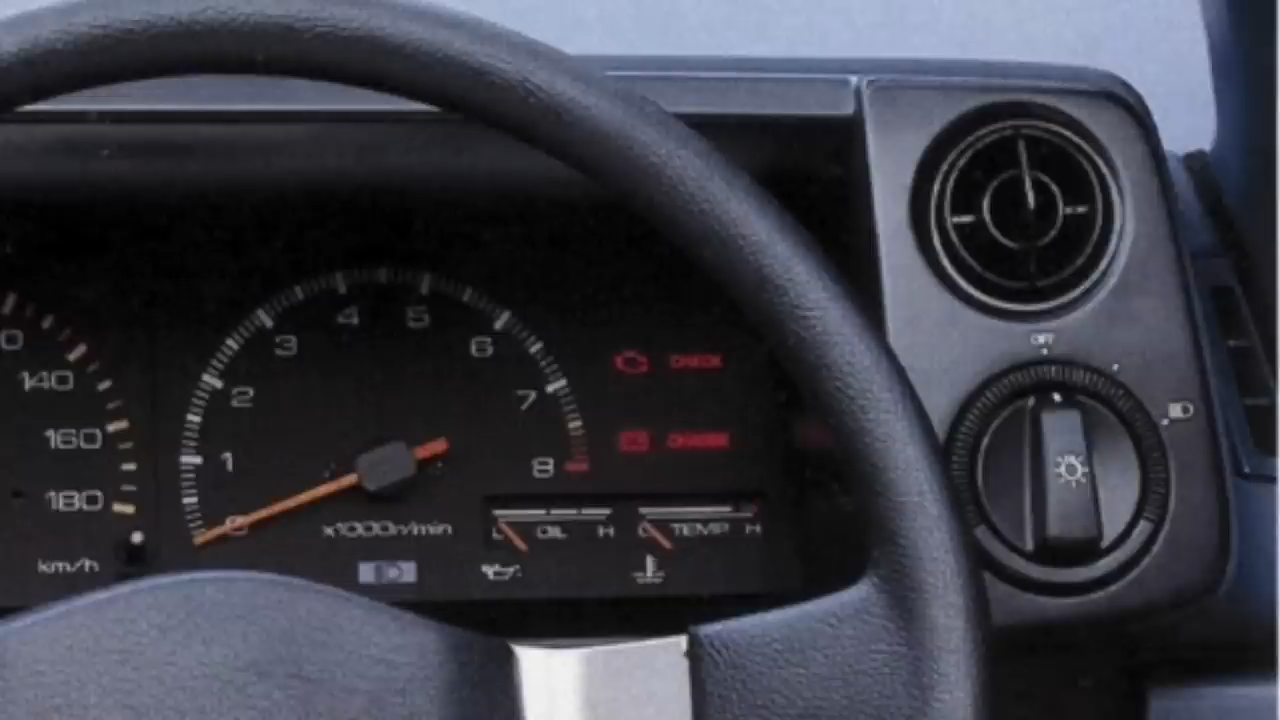 OFF
4 5
3 6
0
CHECK
140
2 7
160
CHARGE
1 8
180
0
x1000r/min
L OIL H
C TEMP H
km/h